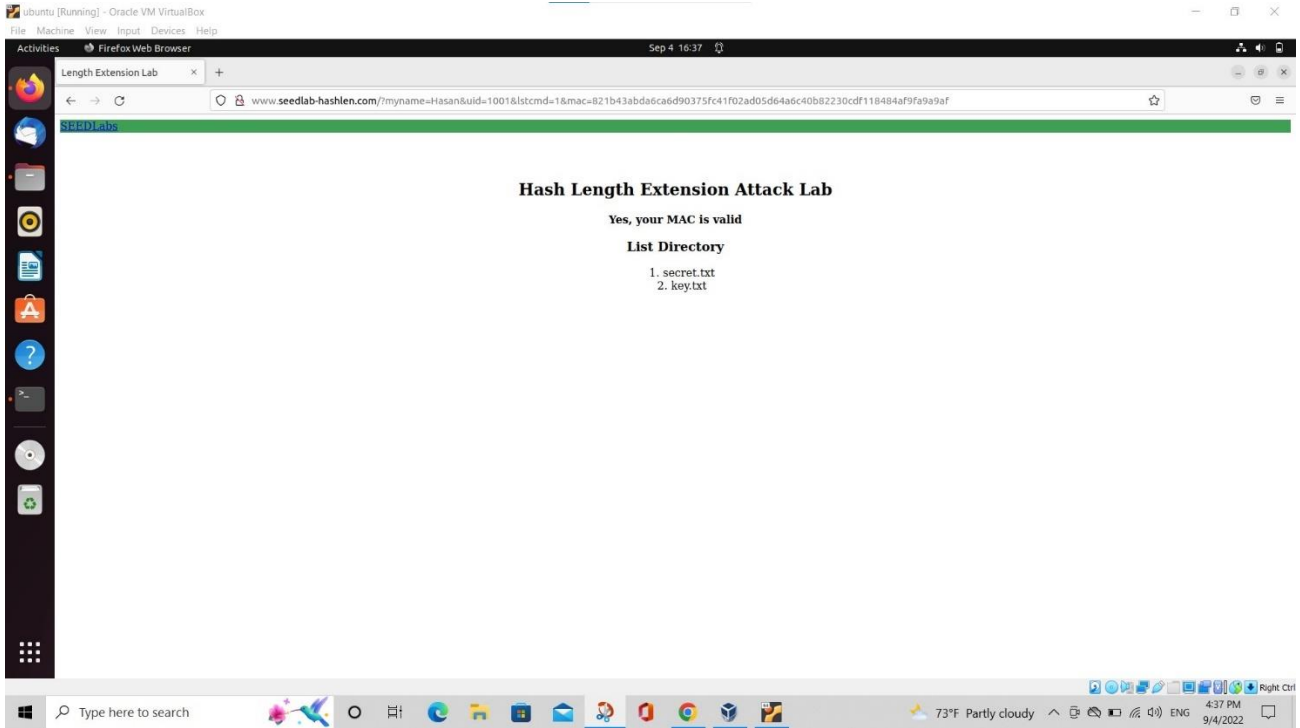 ubuntu [Running] - Oracle VM VirtualBox
File Machine View Input Devices Help
Activities Firefox Web Browser Sep 4 16:37
Length Extension Lab
www.seedlab-hashlen.com/?myname=Hasan&uid=1001&lstcmd=1&mac=821b43abda6ca6d90375fc41f02ad05d64a6c40b82230cdf118484af9fa9a9af
SEEDLabs
Hash Length Extension Attack Lab
Yes, your MAC is valid
List Directory
1. secret.txt
2. key.txt
Right Ctrl
Type here to search 73°F Partly cloudy ENG 4:37 PM
9/4/2022